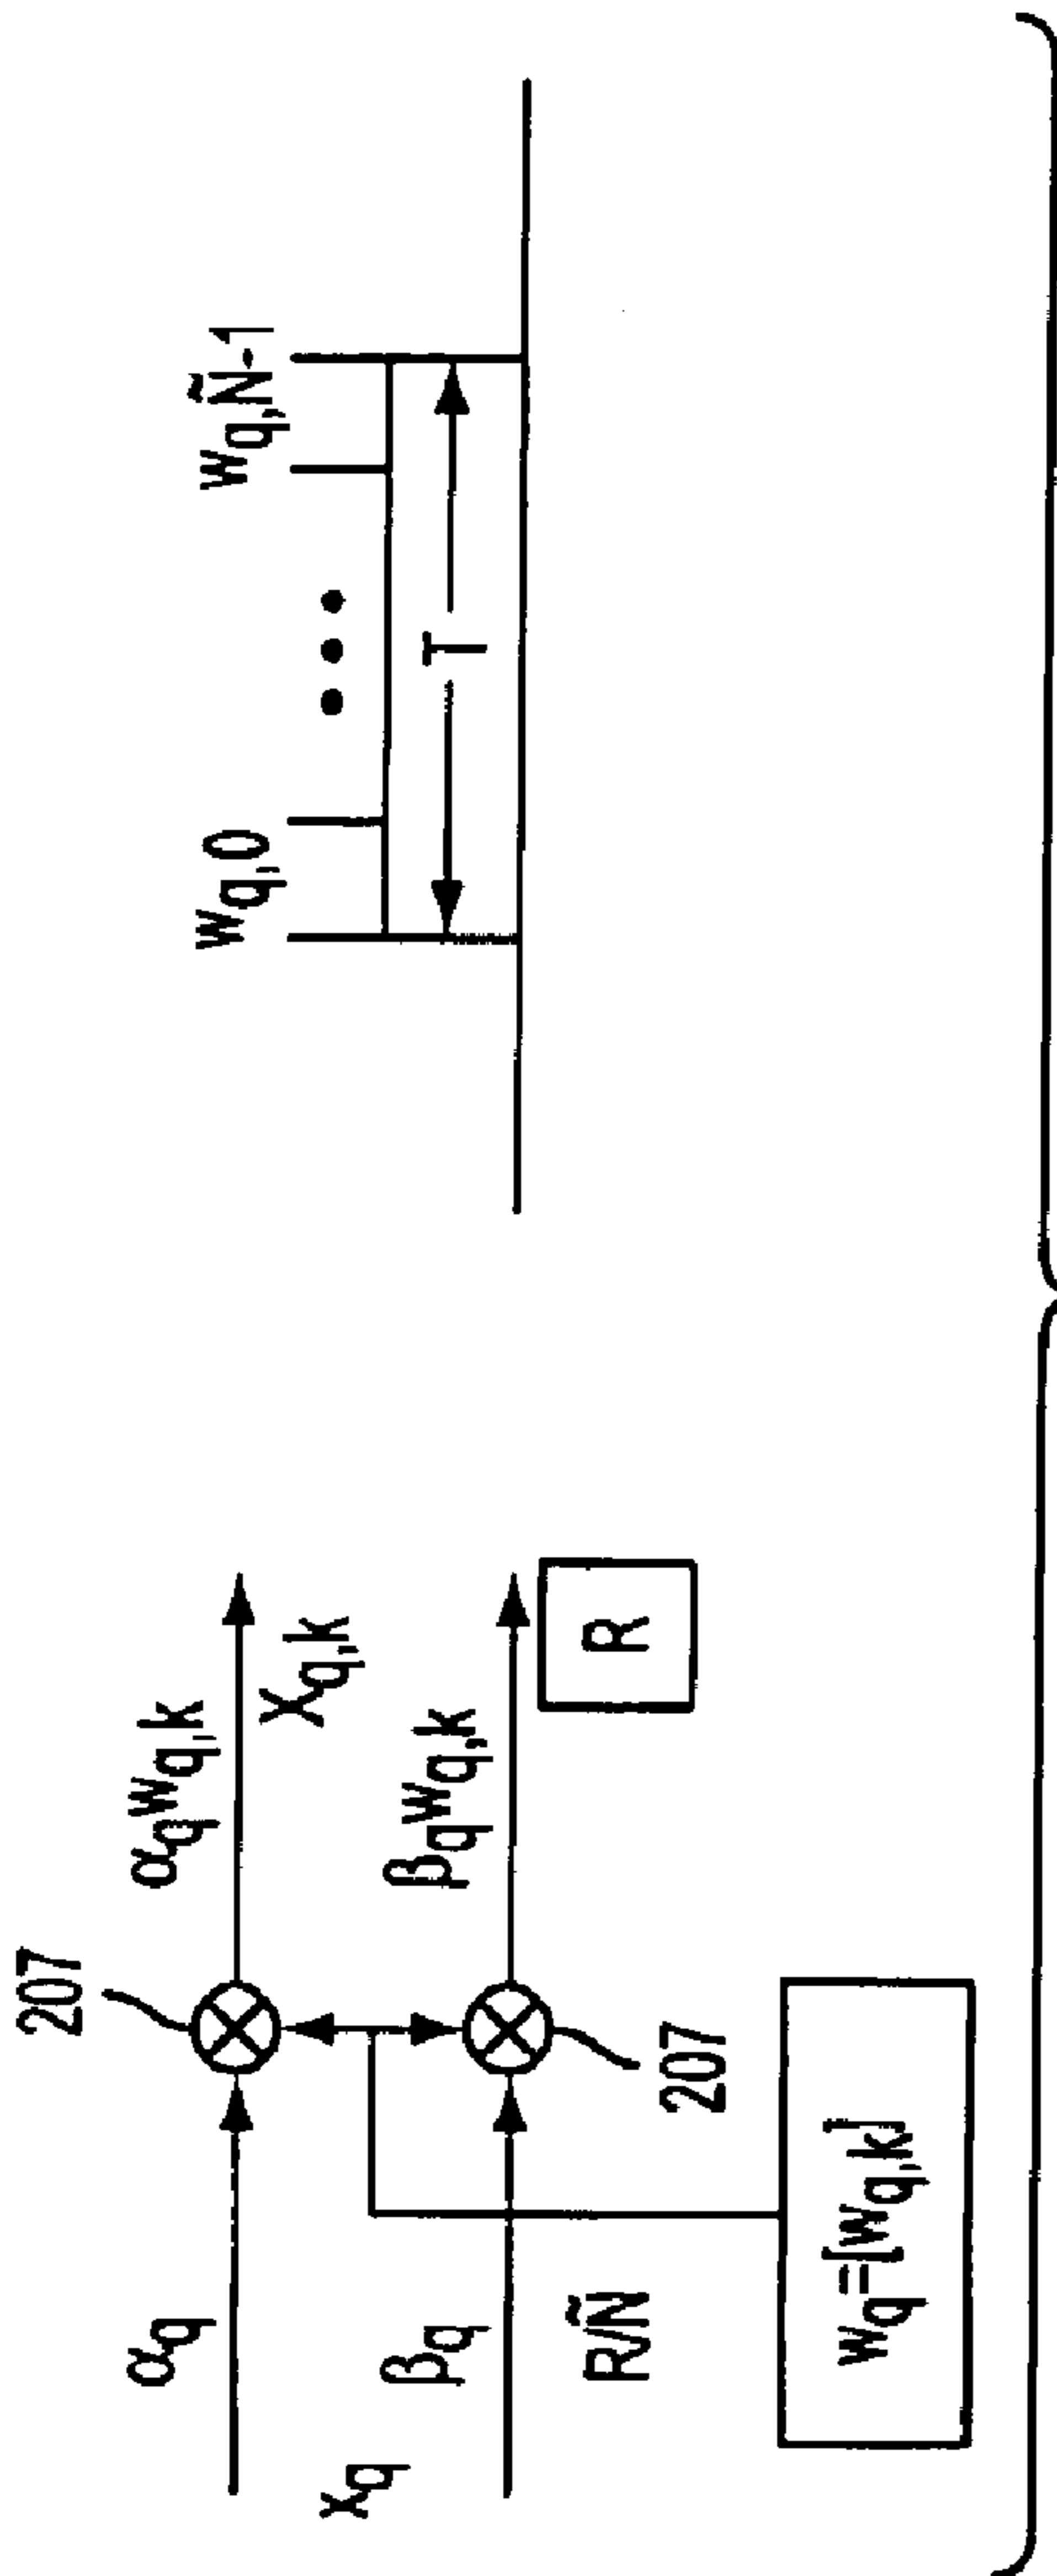 207
α_q
α_q w_q,k
X_q,k
x_q
β_q
β_q w_q,k
R/Ñ
R
207
w_q=[w_q,k]
w_q,0
w_q,Ñ-1
T